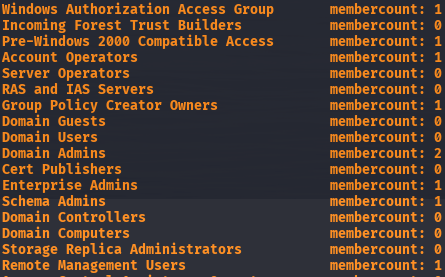 Windows Authorization Access Group membercount: 1
Incoming Forest Trust Builders membercount: 0
Pre-Windows 2000 Compatible Access membercount: 1
Account Operators membercount: 1
Server Operators membercount: 0
RAS and IAS Servers membercount: 0
Group Policy Creator Owners membercount: 1
Domain Guests membercount: 0
Domain Users membercount: 0
Domain Admins membercount: 2
Cert Publishers membercount: 0
Enterprise Admins membercount: 1
Schema Admins membercount: 1
Domain Controllers membercount: 0
Domain Computers membercount: 0
Storage Replica Administrators membercount: 0
Remote Management Users membercount: 1